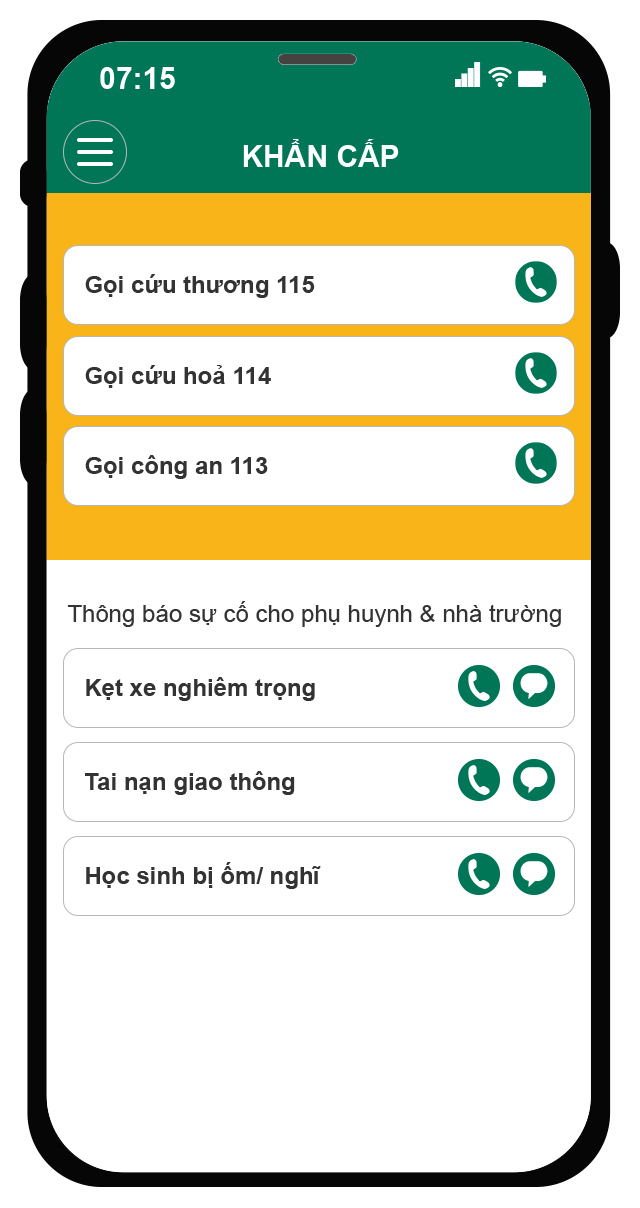 07:15
KHẨN CẤP
Gọi cứu thương 115
Gọi cứu hoả 114
Gọi công an 113
Thông báo sự cố cho phụ huynh & nhà trường
Kẹt xe nghiêm trọng
Tai nạn giao thông
Học sinh bị ốm/ nghĩ